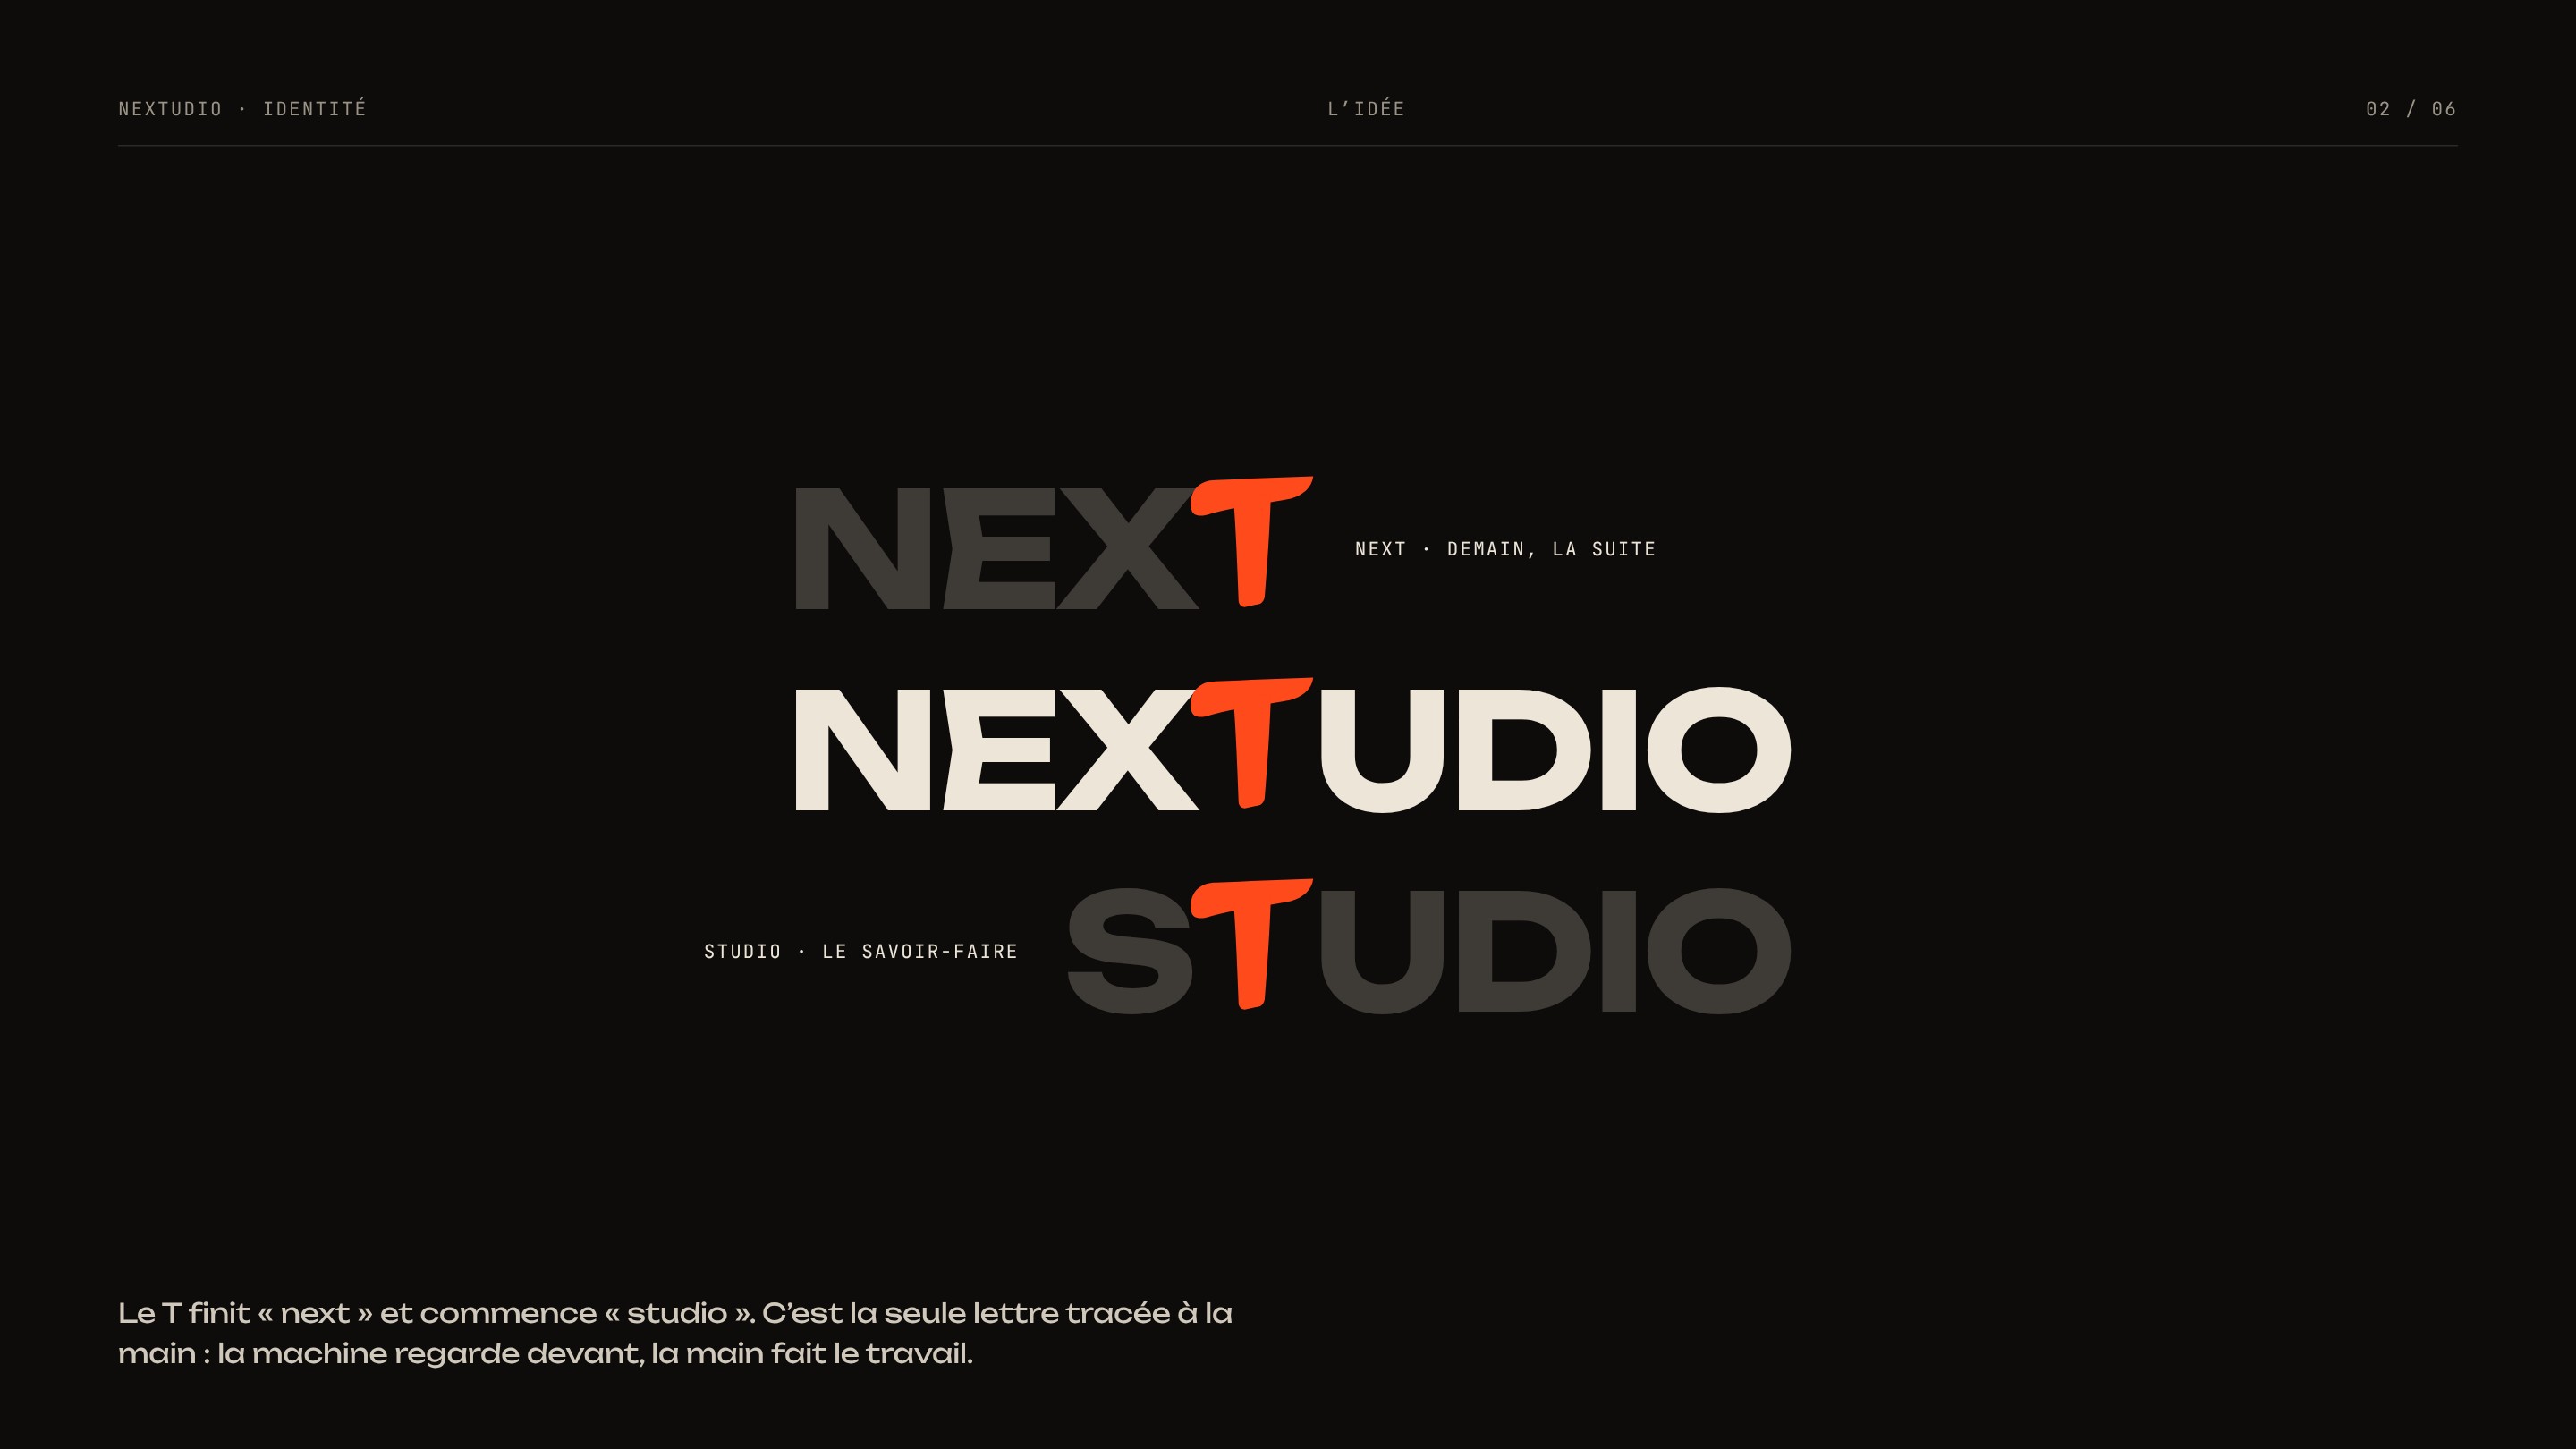 NEXTUDIO · IDENTITÉ
L’IDÉE
02 / 06
NEXT
NEXT · DEMAIN, LA SUITE
NEXTUDIO
STUDIO · LE SAVOIR-FAIRE
STUDIO
Le T finit « next » et commence « studio ». C’est la seule lettre tracée à la
main : la machine regarde devant, la main fait le travail.